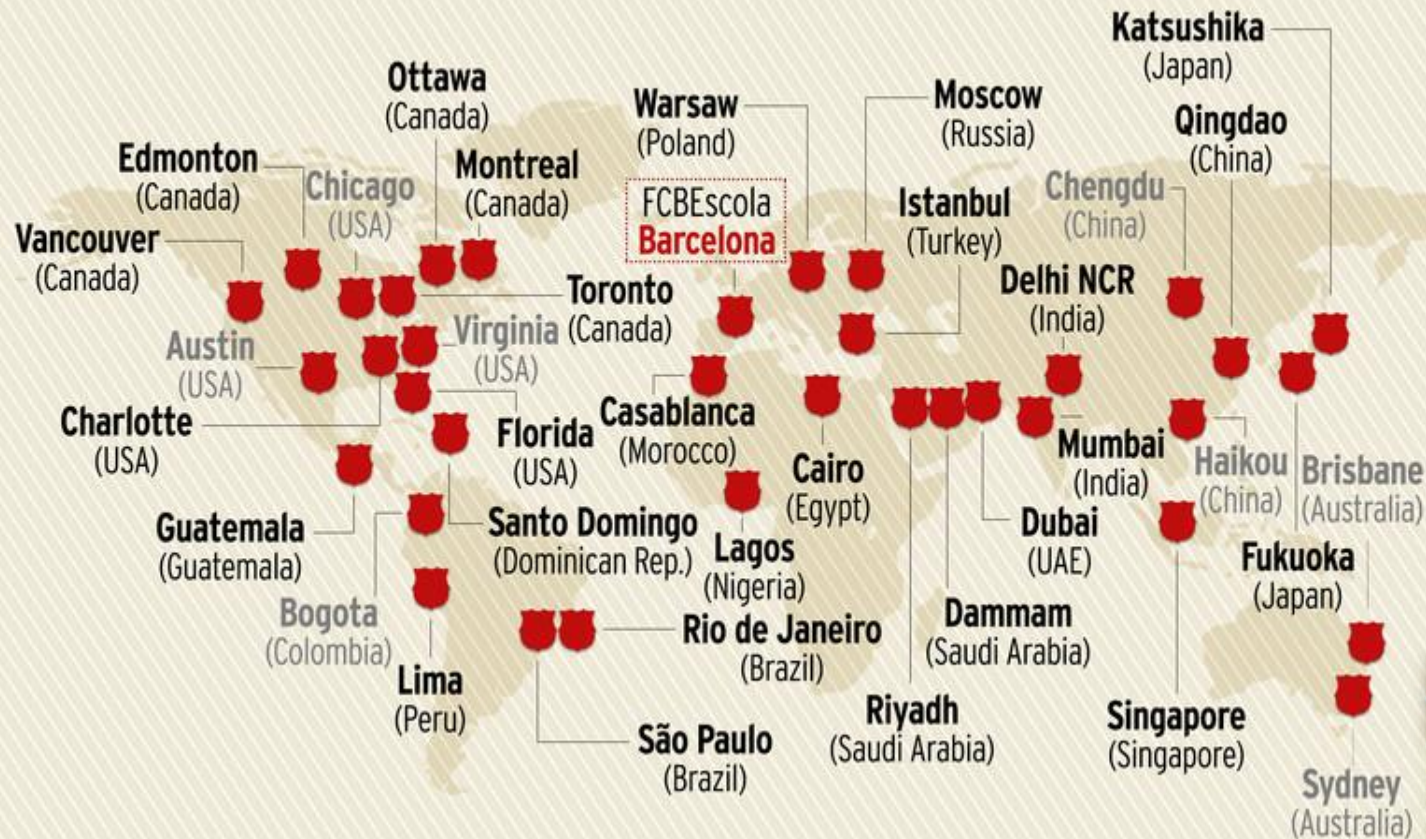 Katsushika
(Japan)
Ottawa
(Canada)
Warsaw
(Poland)
Moscow
(Russia)
Qingdao
(China)
Edmonton
(Canada)
Chicago
(USA)
Montreal
(Canada)
FCBEscola
Barcelona
Istanbul
(Turkey)
Chengdu
(China)
Vancouver
(Canada)
Delhi NCR
(India)
Toronto
(Canada)
Virginia
(USA)
Austin
(USA)
Charlotte
(USA)
Florida
(USA)
Casablanca
(Morocco)
Cairo
(Egypt)
Mumbai
(India)
Haikou
(China)
Brisbane
(Australia)
Guatemala
(Guatemala)
Santo Domingo
(Dominican Rep.)
Lagos
(Nigeria)
Dubai
(UAE)
Fukuoka
(Japan)
Bogota
(Colombia)
Rio de Janeiro
(Brazil)
Dammam
(Saudi Arabia)
Lima
(Peru)
São Paulo
(Brazil)
Riyadh
(Saudi Arabia)
Singapore
(Singapore)
Sydney
(Australia)